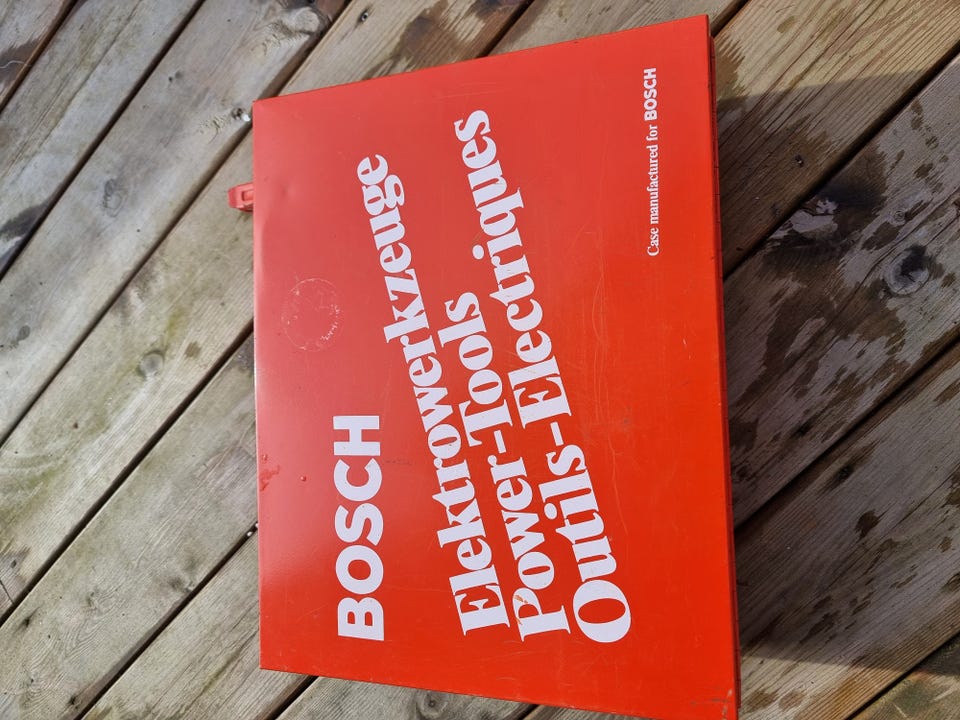 BOSCH
Elektrowerkzeuge
Power-Tools
Outils-Electriques
Case manufactured for BOSCH